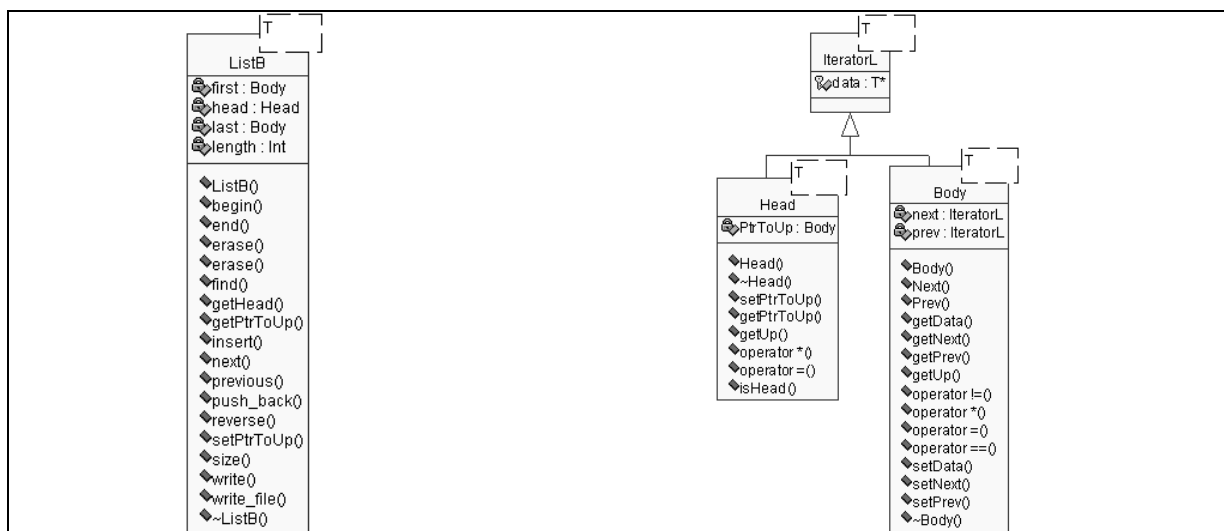 T
ListB
first : Body
head : Head
last : Body
length : Int
ListB()
begin()
end()
erase()
erase()
find()
getHead()
getPtrToUp()
insert()
next()
previous()
push_back()
reverse()
setPtrToUp()
size()
write()
write_file()
~ListB()
T
IteratorL
data : T*
T
Head
PtrToUp : Body
Head()
~Head()
setPtrToUp()
getPtrToUp()
getUp()
operator *()
operator =()
isHead()
T
Body
next : IteratorL
prev : IteratorL
Body()
Next()
Prev()
getData()
getNext()
getPrev()
getUp()
operator !=()
operator *()
operator =()
operator ==()
setData()
setNext()
setPrev()
~Body()